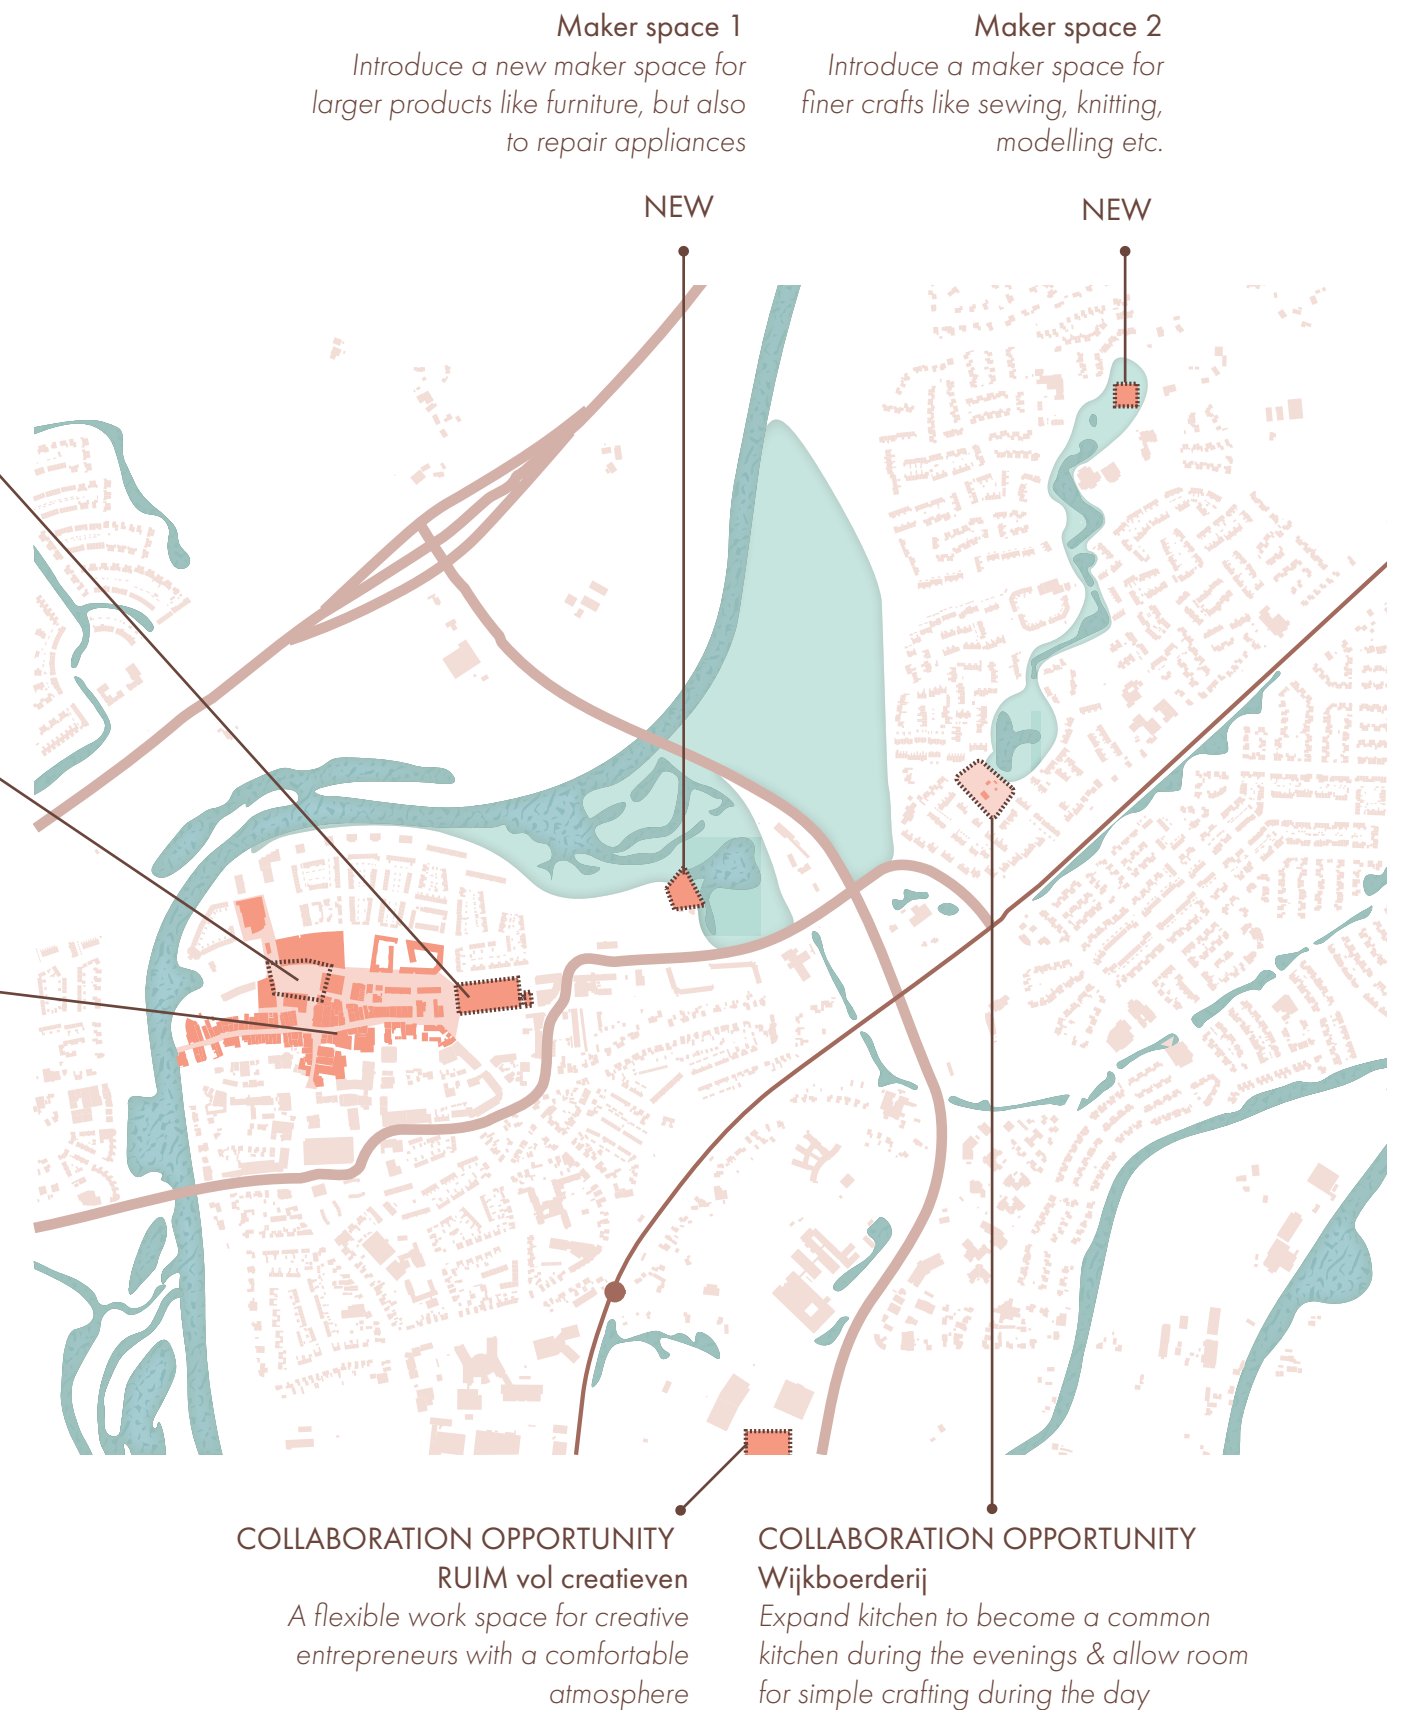 Maker space 1
Introduce a new maker space for
larger products like furniture, but also
to repair appliances
NEW
Maker space 2
Introduce a maker space for
finer crafts like sewing, knitting,
modelling etc.
NEW
COLLABORATION OPPORTUNITY
RUIM vol creatieven
A flexible work space for creative
entrepreneurs with a comfortable
atmosphere
COLLABORATION OPPORTUNITY
Wijkboerderij
Expand kitchen to become a common
kitchen during the evenings & allow room
for simple crafting during the day